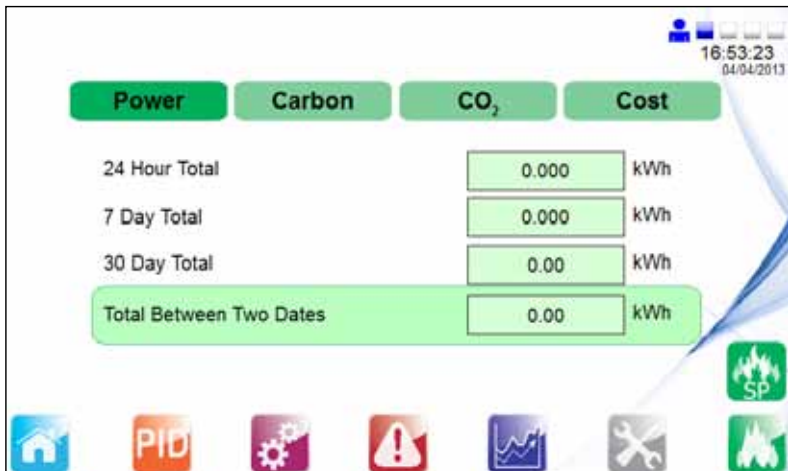 16:53:23
04/04/2013
Power Carbon CO₂ Cost
24 Hour Total 0.000 kWh
7 Day Total 0.000 kWh
30 Day Total 0.00 kWh
Total Between Two Dates 0.00 kWh
SP
PID